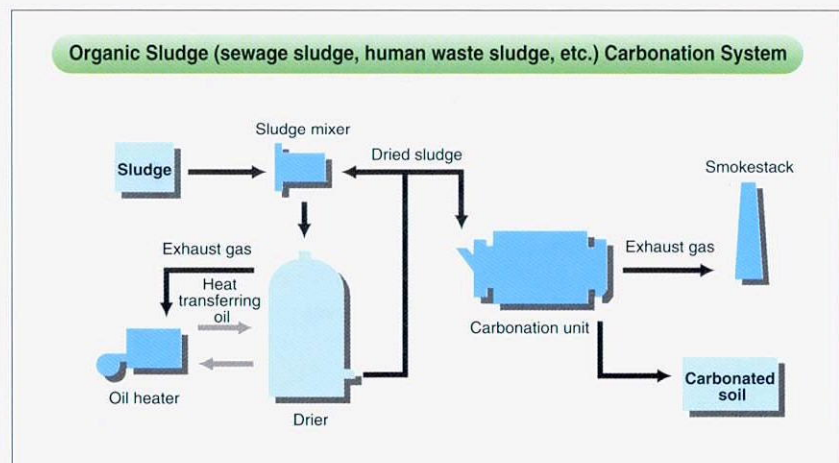 Organic Sludge (sewage sludge, human waste sludge, etc.) Carbonation System
Sludge mixer
Sludge
Dried sludge
Smokestack
Exhaust gas
Heat
transferring
oil
Exhaust gas
Carbonation unit
Oil heater
Drier
Carbonated
soil